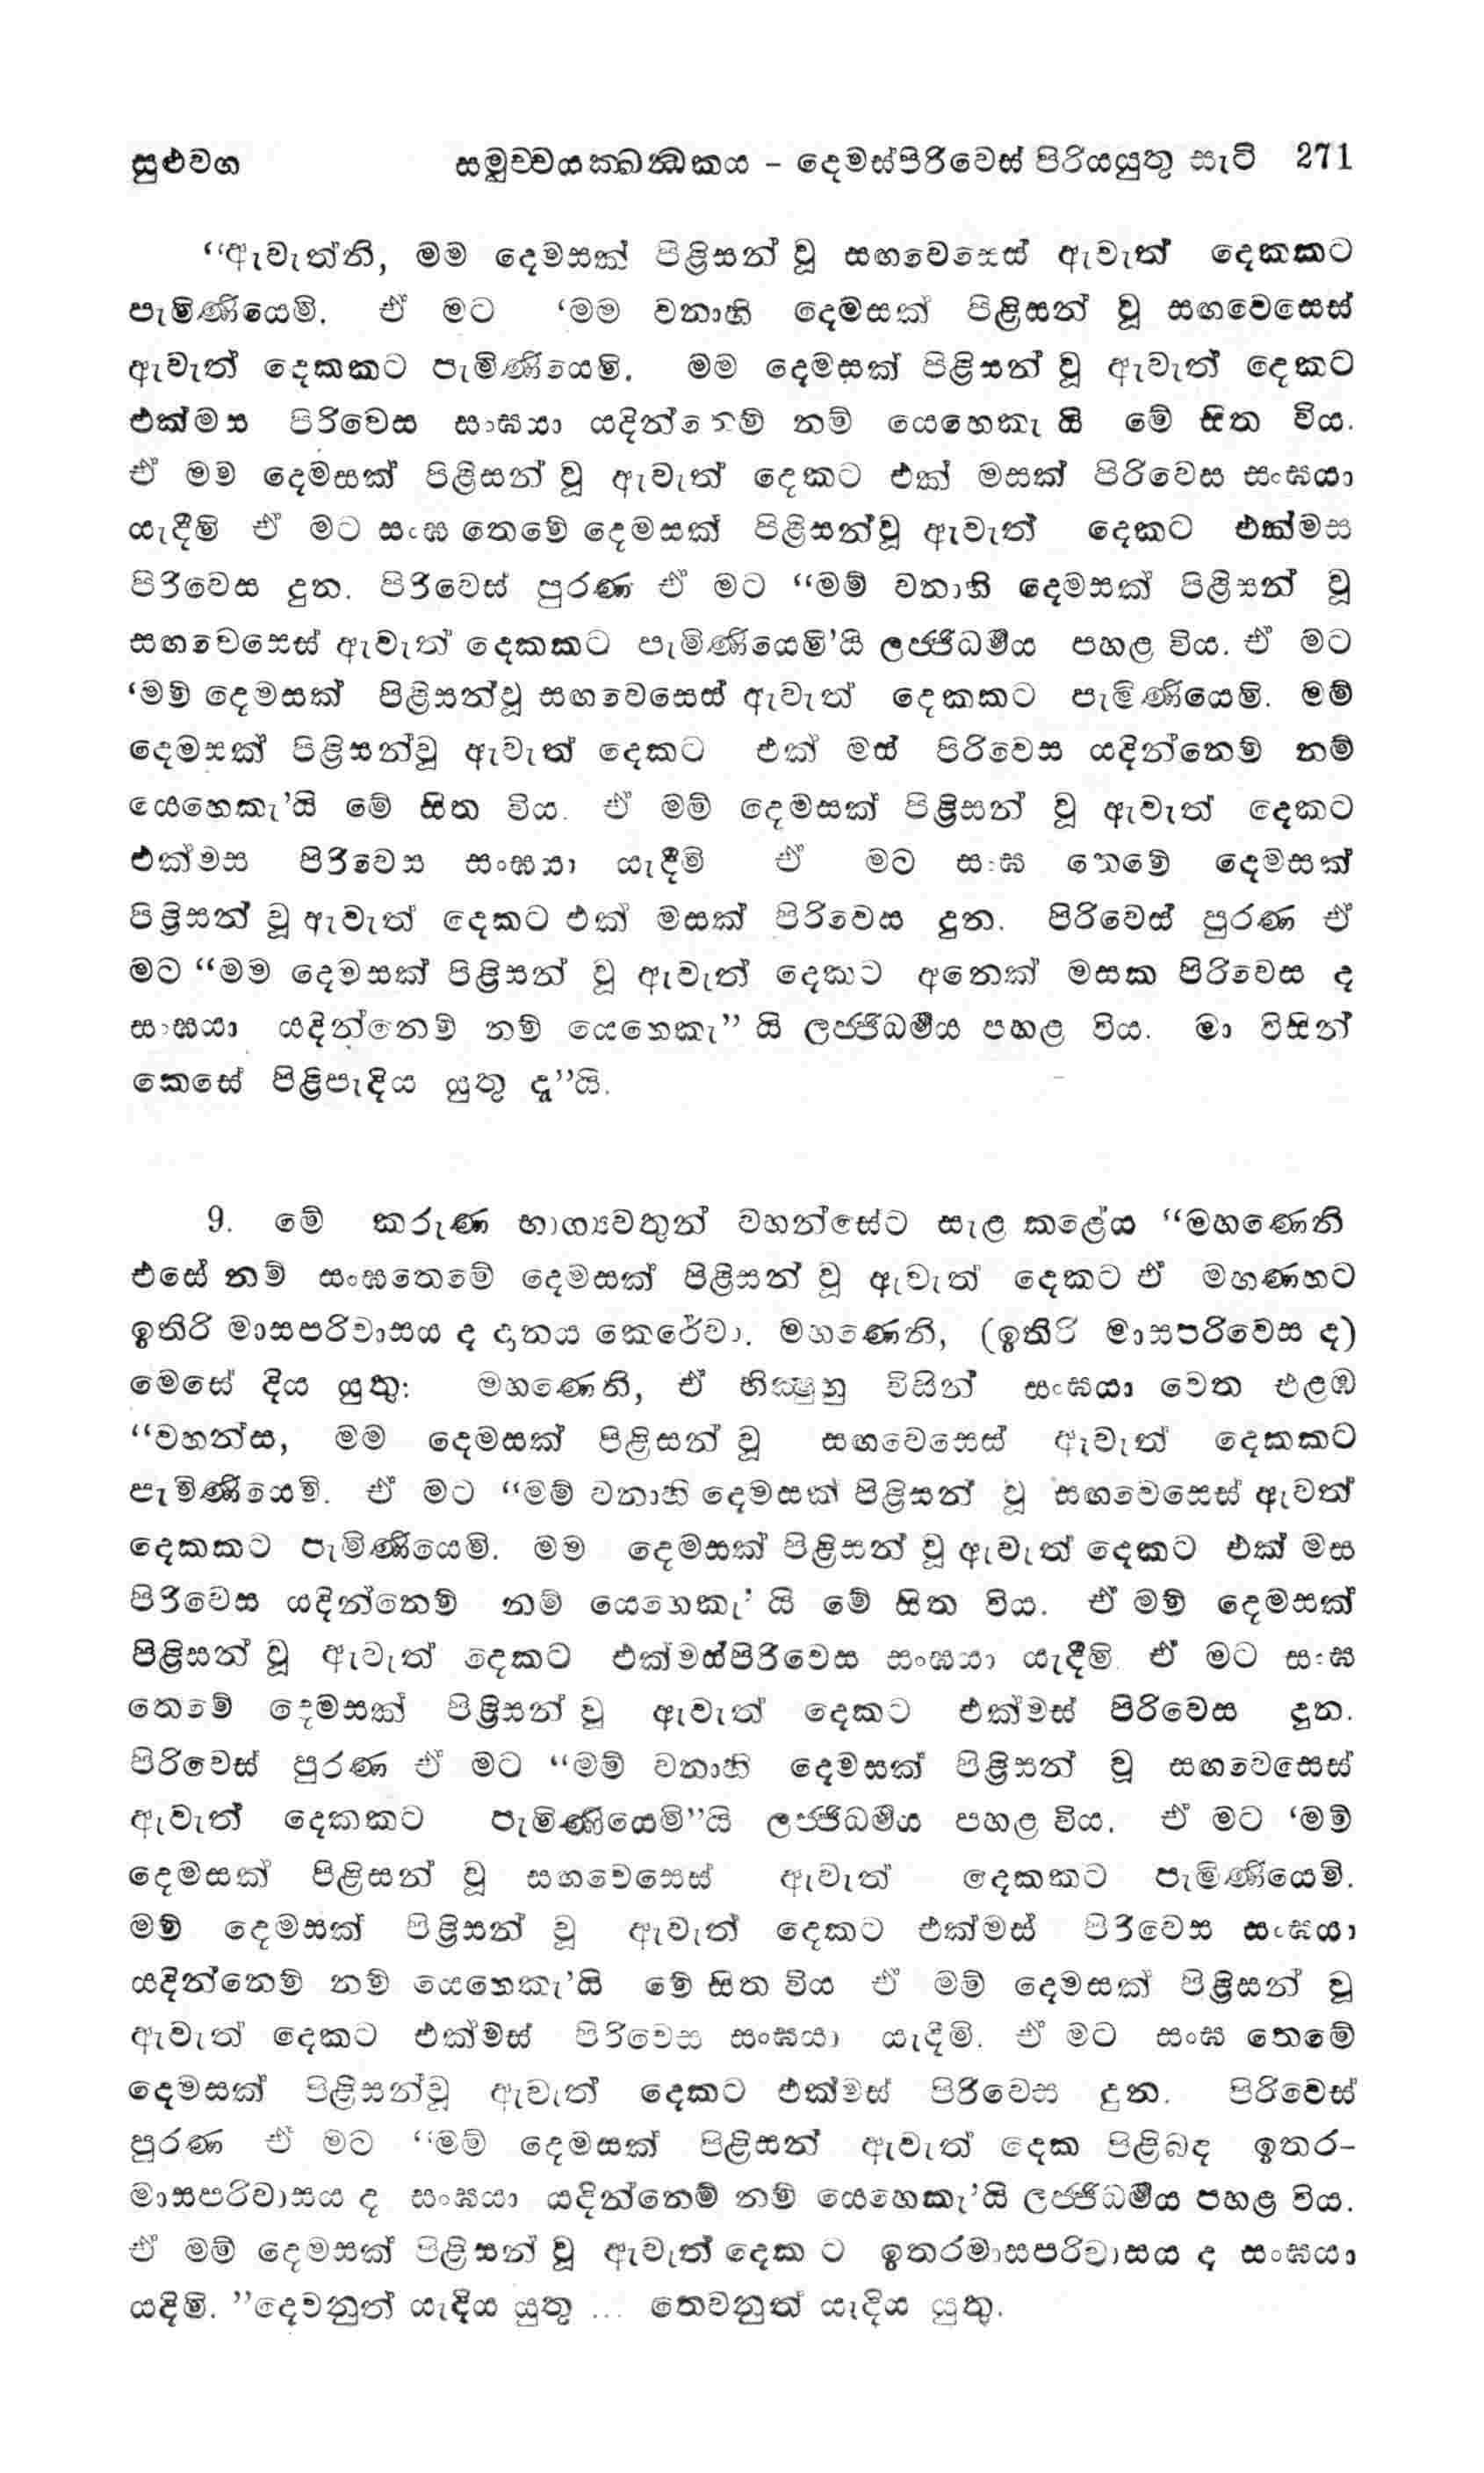 සුළුවග සමුච්චයක්ඛන්ධකය – දෙමස්පිරිවෙස් පිරියයුතු සැටි 271
“ඇවැත්නි, මම දෙමසක් පිළිසන් වූ සඟවෙසෙස් ඇවැත් දෙකකට
පැමිණියෙමි. ඒ මට ‘මම වනාහි දෙමසක් පිළිසන් වූ සඟවෙසෙස්
ඇවැත් දෙකකට පැමිණියෙමි. මම දෙමසක් පිළිසන් වූ ඇවැත් දෙකට
එක්මස පිරිවෙස සංඝයා යදින්නෙම් නම් යෙහෙකැ යි මේ සිත විය.
ඒ මම දෙමසක් පිළිසන් වූ ඇවැත් දෙකට එක් මසක් පිරිවෙස සංඝයා
යැදීමි ඒ මට සංඝ තෙමේ දෙමසක් පිළිසන්වූ ඇවැත් දෙකට එක්මස
පිරිවෙස දුන. පිරිවෙස් පුරණ ඒ මට “මම් වනාහි දෙමසක් පිළිසන් වූ
සඟවෙසෙස් ඇවැත් දෙකකට පැමිණියෙමි’යි ලජ්ජිධර්මය පහළ විය. ඒ මට
‘මම් දෙමසක් පිළිසන්වූ සඟවෙසෙස් ඇවැත් දෙකකට පැමිණියෙමි. මම්
දෙමසක් පිළිසන්වූ ඇවැත් දෙකට එක් මස් පිරිවෙස යදින්නෙම් නම්
යෙහෙකැ’යි මේ සිත විය. ඒ මම් දෙමසක් පිළිසන් වූ ඇවැත් දෙකට
එක්මස පිරිවෙස සංඝයා යැදීමි ඒ මට සංඝ තෙමේ දෙමසක්
පිළිසන් වූ ඇවැත් දෙකට එක් මසක් පිරිවෙස දුන. පිරිවෙස් පුරණ ඒ
මට “මම දෙමසක් පිළිසන් වූ ඇවැත් දෙකට අනෙක් මසක පිරිවෙස ද
සංඝයා යදින්නෙම් නම් යෙහෙකැ” යි ලජ්ජිධර්මය පහළ විය. මා විසින්
කෙසේ පිළිපැදිය යුතු දැ”යි.
9. මේ කරුණ භාග්‍යවතුන් වහන්සේට සැළ කළේය “මහණෙනි
එසේ නම් සංඝතෙමේ දෙමසක් පිළිසන් වූ ඇවැත් දෙකට ඒ මහණහට
ඉතිරි මාසපරිවාසය ද දානය කෙරේවා. මහණෙනි, (ඉතිරි මාසපරිවෙස ද)
මෙසේ දිය යුතු: මහණෙනි, ඒ භික්‍ෂුහු විසින් සංඝයා වෙත එළඹ
“වහන්ස, මම දෙමසක් පිළිසන් වූ සඟවෙසෙස් ඇවැත් දෙකකට
පැමිණියෙමි. ඒ මට “මම් වනාහි දෙමසක් පිළිසන් වූ සඟවෙසෙස් ඇවත්
දෙකකට පැමිණියෙමි. මම දෙමසක් පිළිසන් වූ ඇවැත් දෙකට එක් මස
පිරිවෙස යදින්නෙම් නම් යෙහෙකැ’ යි මේ සිත විය. ඒ මම් දෙමසක්
පිළිසන් වූ ඇවැත් දෙකට එක්මස්පිරිවෙස සංඝයා යැදීමි. ඒ මට සංඝ
තෙමේ දෙමසක් පිළිසන් වූ ඇවැත් දෙකට එක්මස් පිරිවෙස දුන.
පිරිවෙස් පුරණ ඒ මට “මම් වනාහි දෙමසක් පිළිසන් වූ සඟවෙසෙස්
ඇවැත් දෙකකට පැමිණියෙමි”යි ලජ්ජිධර්මය පහළ විය. ඒ මට ‘මම්
දෙමසක් පිළිසන් වූ සඟවෙසෙස් ඇවැත් දෙකකට පැමිණියෙමි.
මම් දෙමසක් පිළිසන් වූ ඇවැත් දෙකට එක්මස් පිරිවෙස සංඝයා
යදින්නෙම් නම් යෙහෙකැ’යි මේ සිත විය ඒ මම් දෙමසක් පිළිසන් වූ
ඇවැත් දෙකට එක්මස් පිරිවෙස සංඝයා යැදීමි. ඒ මට සංඝ තෙමේ
දෙමසක් පිළිසන්වූ ඇවැත් දෙකට එක්මස් පිරිවෙස දුන. පිරිවෙස්
පුරණ ඒ මට “මම් දෙමසක් පිළිසන් ඇවැත් දෙක පිළිබඳ ඉතර–
මාසපරිවාසය ද සංඝයා යදින්නෙම් නම් යෙහෙකැ’යි ලජ්ජිධර්මය පහළ විය.
ඒ මම් දෙමසක් පිළිසන් වූ ඇවැත් දෙක ට ඉතරමාසපරිවාසය ද සංඝයා
යදිමි. ”දෙවනුත් යැදිය යුතු ... තෙවනුත් යැදිය යුතු.